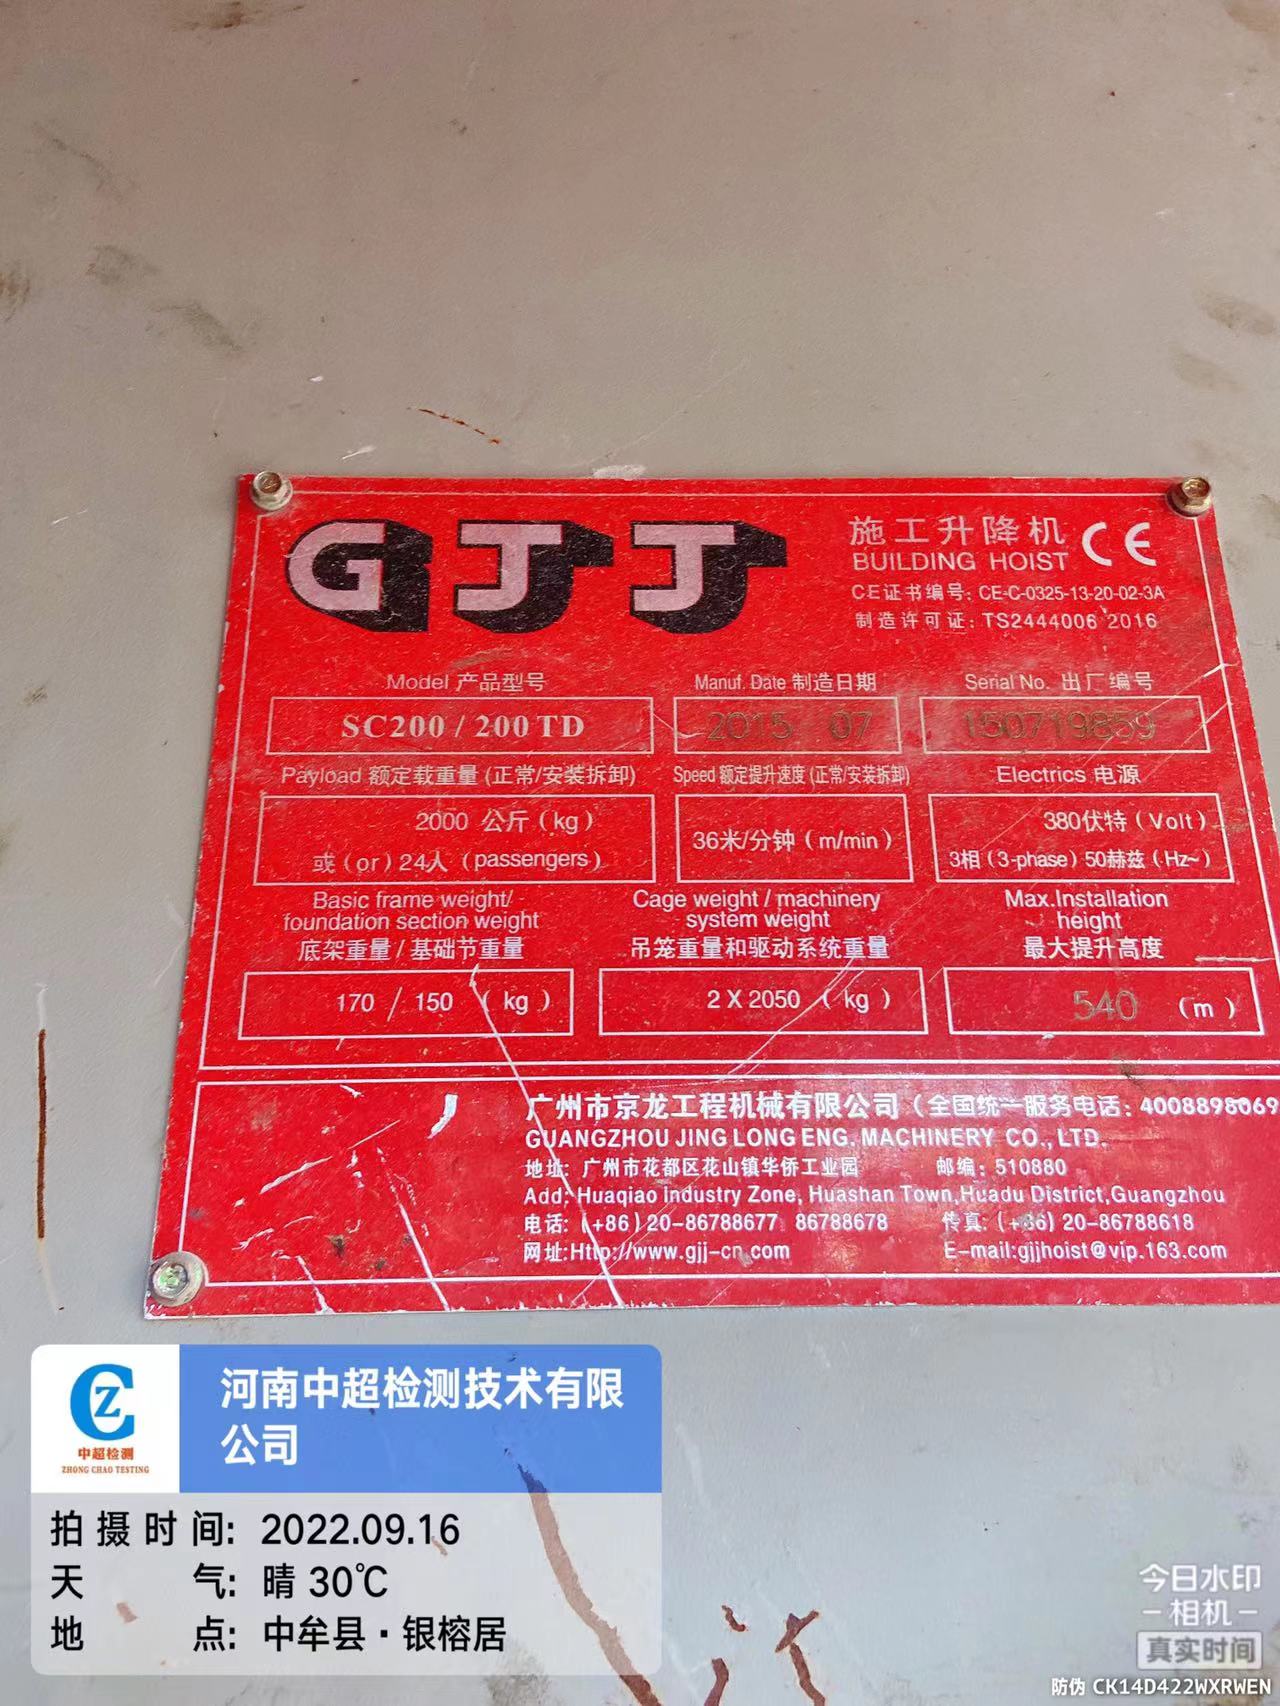 GJJ
施工升降机 CE
BUILDING HOIST
CE证书编号: CE-C-0325-13-20-02-3A
制造许可证: TS2444006 2016
Model 产品型号 Manuf. Date 制造日期 Serial No. 出厂编号
SC200 / 200 TD 2015 07 150719859
Payload 额定载重量 (正常/安装拆卸) Speed 额定提升速度 (正常/安装拆卸) Electrics 电源
2000 公斤 (kg) 36米/分钟 (m/min) 380伏特 (Volt)
或 (or) 24人 (passengers) 3相 (3-phase) 50赫兹 (Hz~)
Basic frame weight/ Cage weight / machinery Max.Installation
foundation section weight system weight height
底架重量 / 基础节重量 吊笼重量和驱动系统重量 最大提升高度
170 / 150 (kg) 2 X 2050 (kg) 540 (m)
广州市京龙工程机械有限公司 (全国统一服务电话: 4008898069
GUANGZHOU JING LONG ENG. MACHINERY CO., LTD.
地址: 广州市花都区花山镇华侨工业园 邮编: 510880
Add: Huaqiao industry Zone, Huashan Town,Huadu District,Guangzhou
电话: (+86) 20-86788677 86788678 传真: (+86) 20-86788618
网址:Http://www.gjj-cn.com E-mail:gjjhoist@vip.163.com
CZ
中超检测
ZHONG CHAO TESTING
河南中超检测技术有限
公司
拍摄时间: 2022.09.16
天气: 晴 30℃
地点: 中牟县·银榕居
今日水印
相机
真实时间
防伪 CK14D422WXRWEN